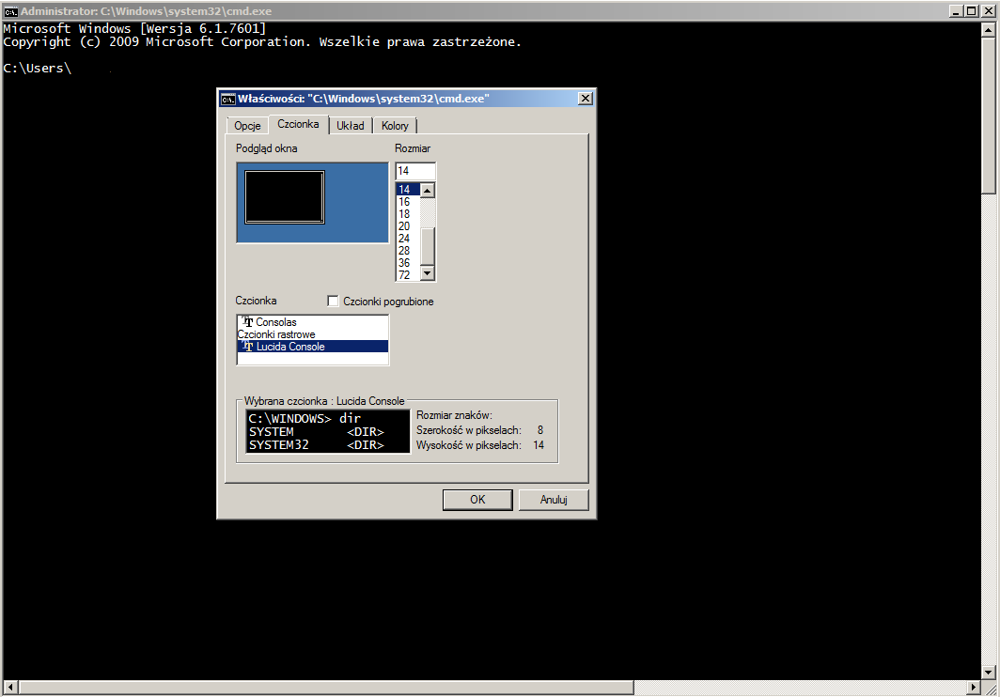 Administrator: C:\Windows\system32\cmd.exe
Microsoft Windows [Wersja 6.1.7601]
Copyright (c) 2009 Microsoft Corporation. Wszelkie prawa zastrzeżone.
C:\Users\
Właściwości: "C:\Windows\system32\cmd.exe"
Opcje Czcionka Układ Kolory
Podgląd okna Rozmiar
14
14
16
18
20
24
28
36
72
Czcionka Czcionki pogrubione
Consolas
Czcionki rastrowe
Lucida Console
Wybrana czcionka : Lucida Console
C:\WINDOWS> dir
SYSTEM <DIR>
SYSTEM32 <DIR>
Rozmiar znaków:
Szerokość w pikselach: 8
Wysokość w pikselach: 14
OK Anuluj